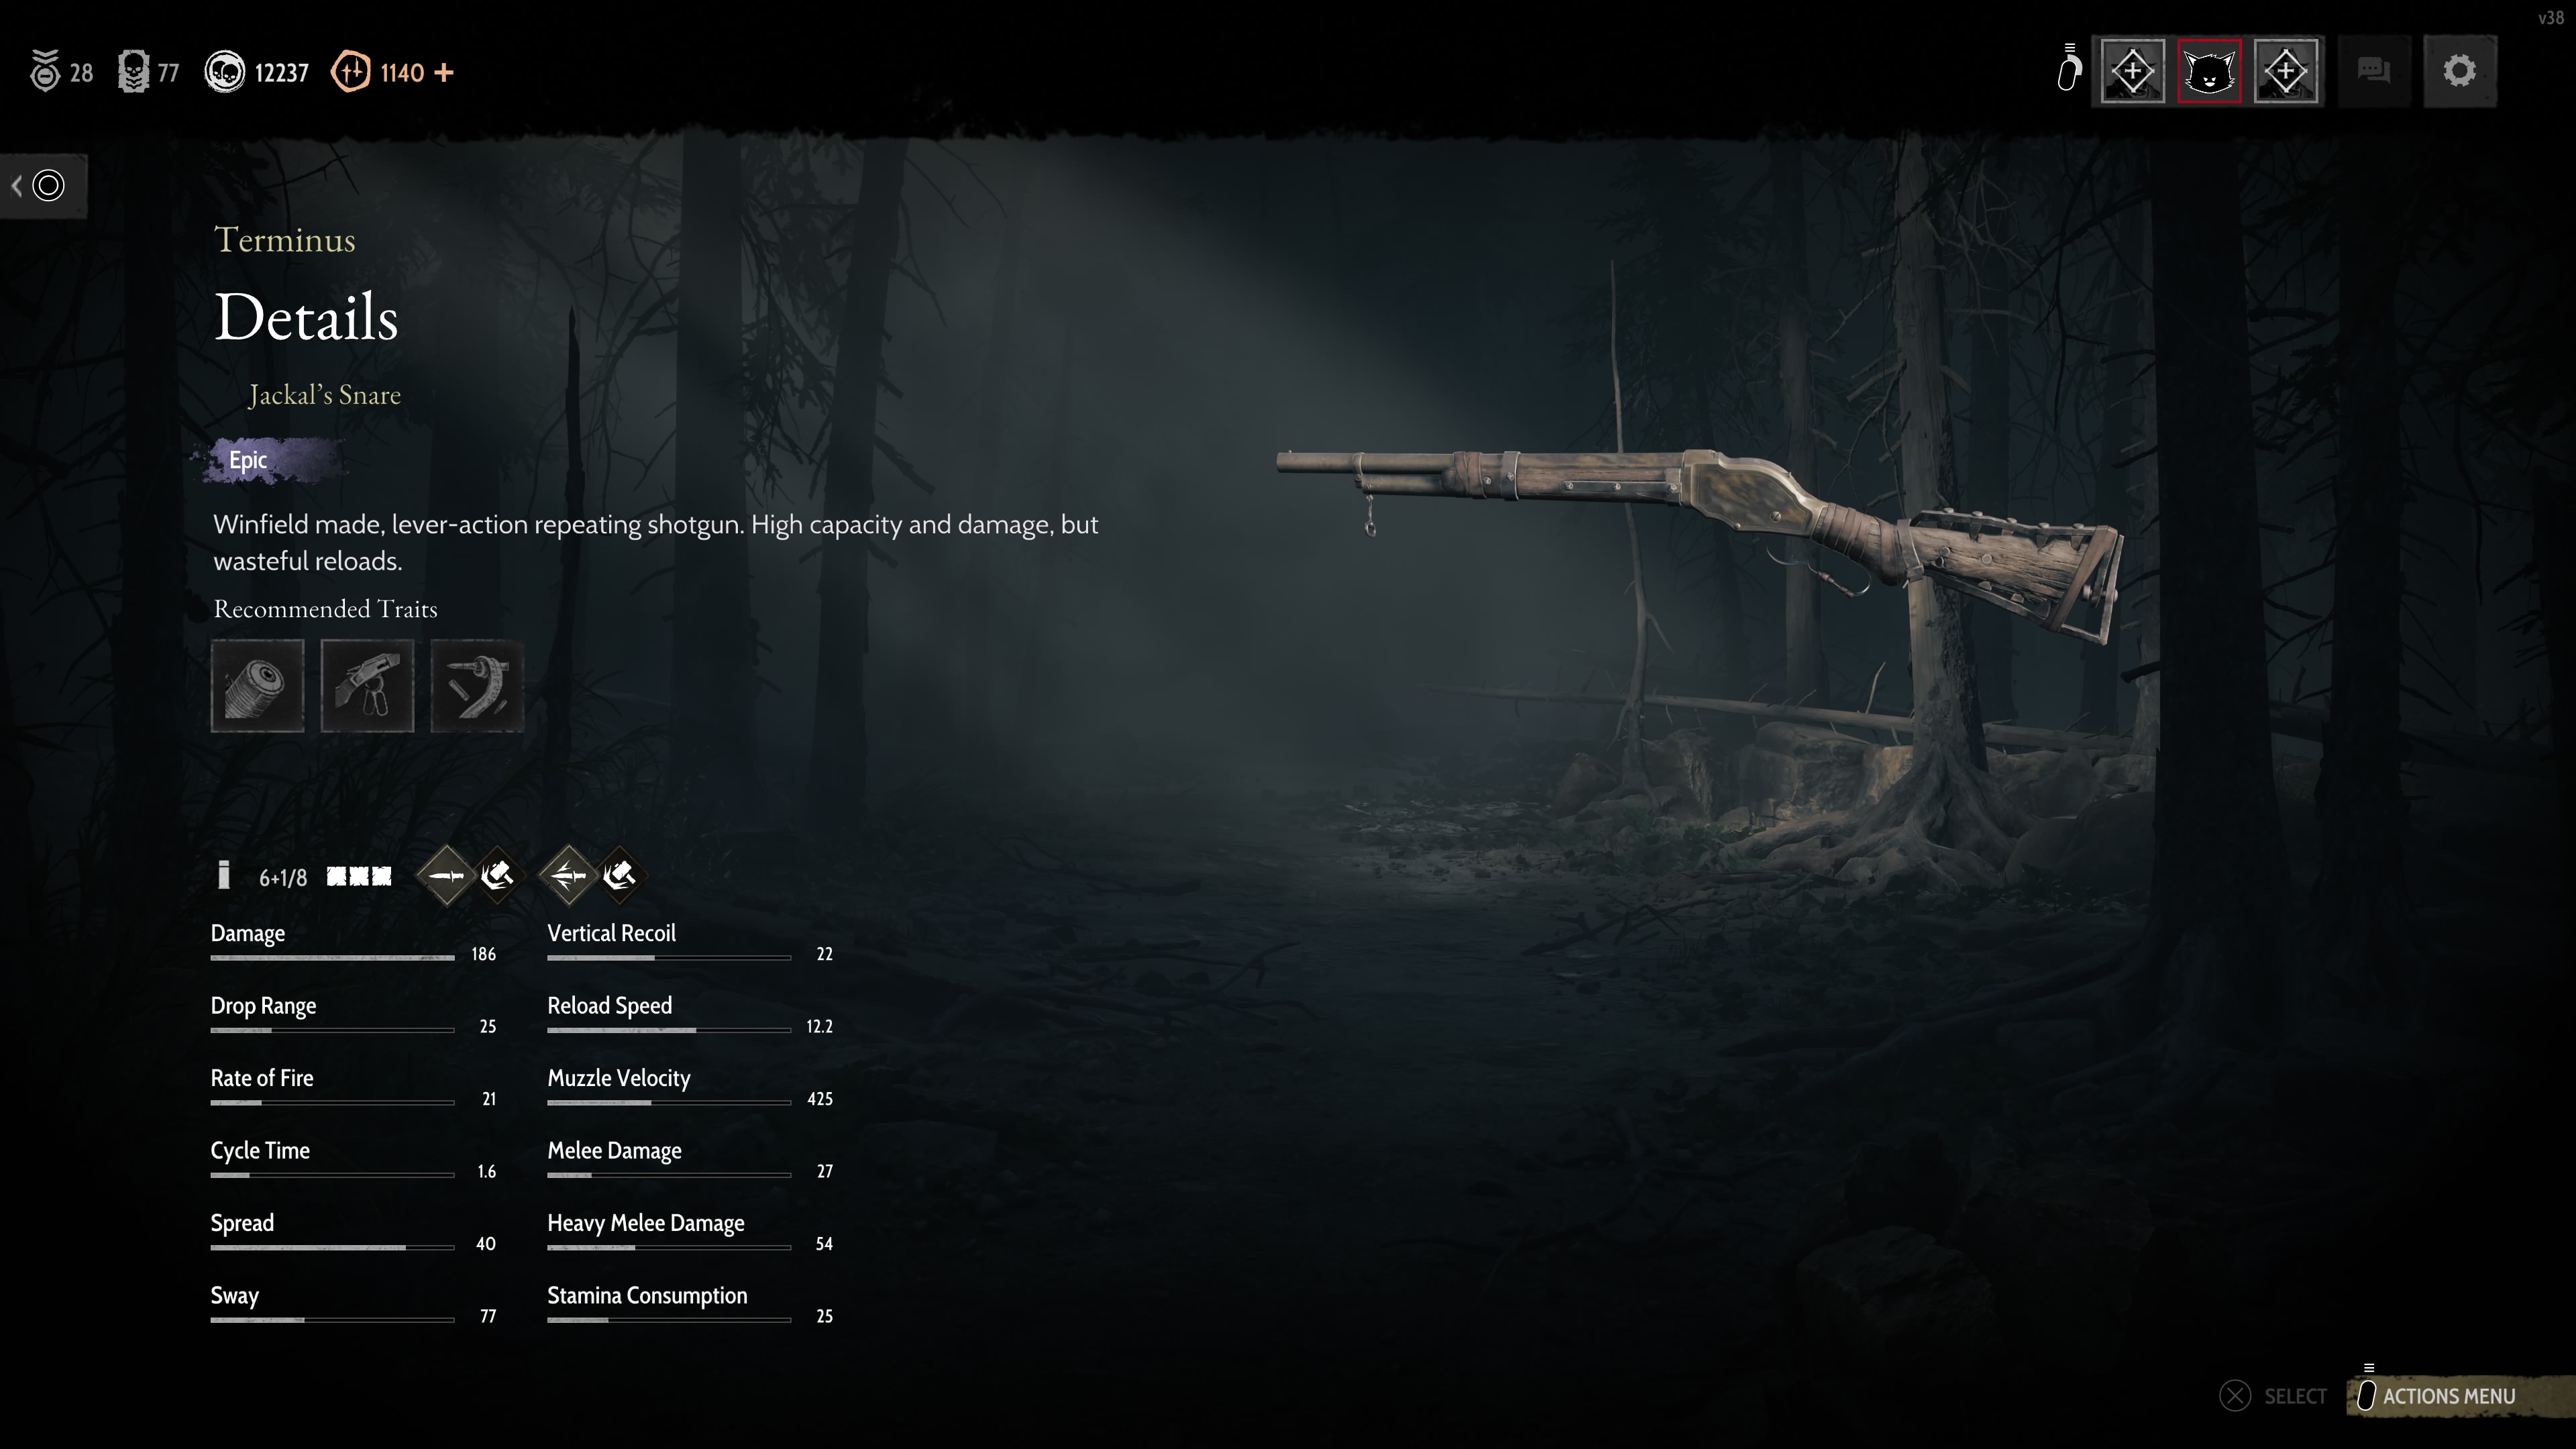 v38
28 77 12237 1140 +
Terminus
Details
Jackal's Snare
Epic
Winfield made, lever-action repeating shotgun. High capacity and damage, but
wasteful reloads.
Recommended Traits
6+1/8
Damage 186
Vertical Recoil 22
Drop Range 25
Reload Speed 12.2
Rate of Fire 21
Muzzle Velocity 425
Cycle Time 1.6
Melee Damage 27
Spread 40
Heavy Melee Damage 54
Sway 77
Stamina Consumption 25
SELECT ACTIONS MENU